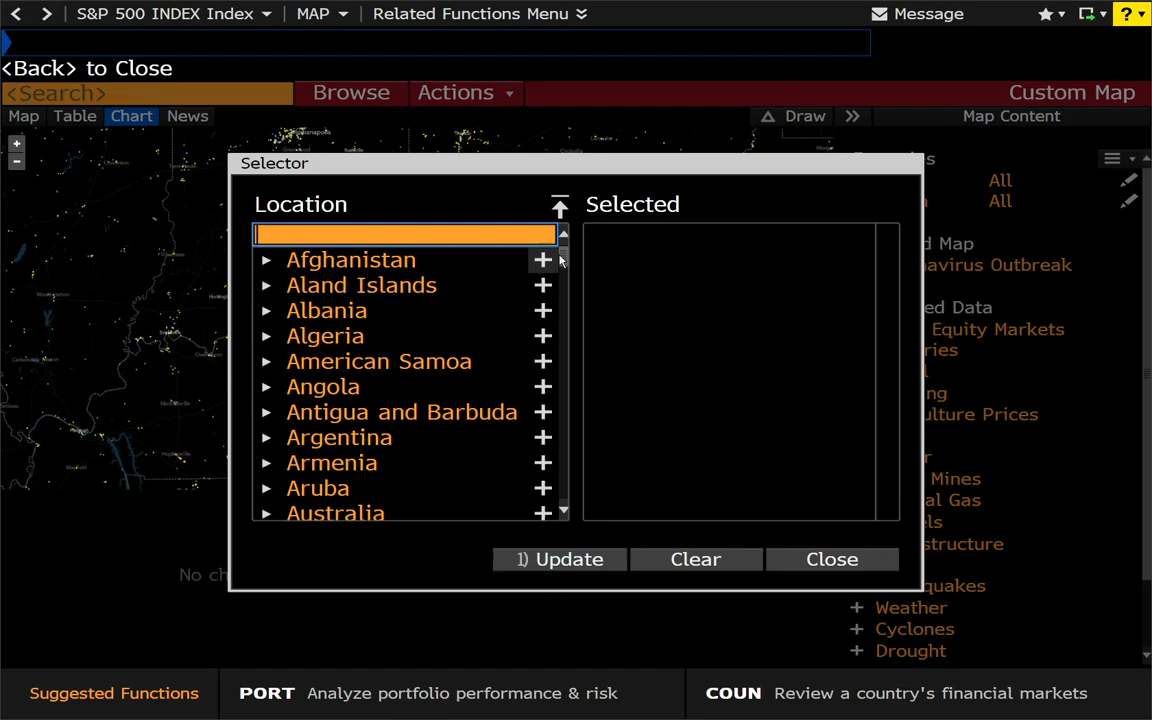 S&P 500 INDEX Index MAP Related Functions Menu Message ?
<Back> to Close
<Search> Browse Actions Custom Map
Map Table Chart News Draw Map Content
+
-
Selector
Location Selected
Afghanistan
Aland Islands
Albania
Algeria
American Samoa
Angola
Antigua and Barbuda
Argentina
Armenia
Aruba
Australia
1) Update Clear Close
No ch
All
All
d Map
avirus Outbreak
ed Data
Equity Markets
ries
ng
ulture Prices
Mines
al Gas
els
structure
quakes
+ Weather
+ Cyclones
+ Drought
Suggested Functions PORT Analyze portfolio performance & risk COUN Review a country's financial markets